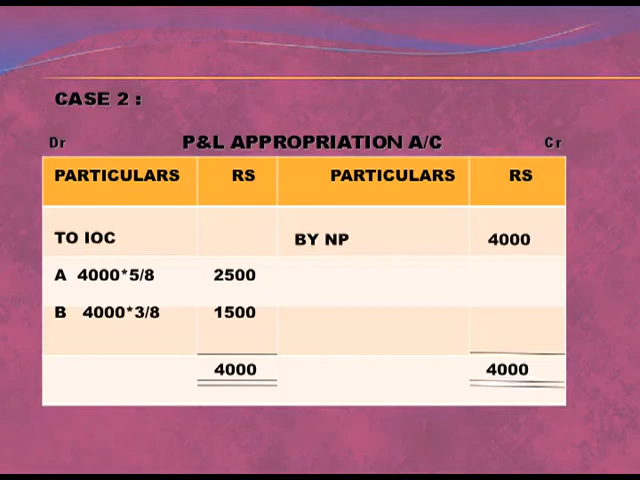 CASE 2 :
Dr P&L APPROPRIATION A/C Cr
PARTICULARS RS PARTICULARS RS
TO IOC BY NP 4000
A 4000*5/8 2500
B 4000*3/8 1500
4000 4000